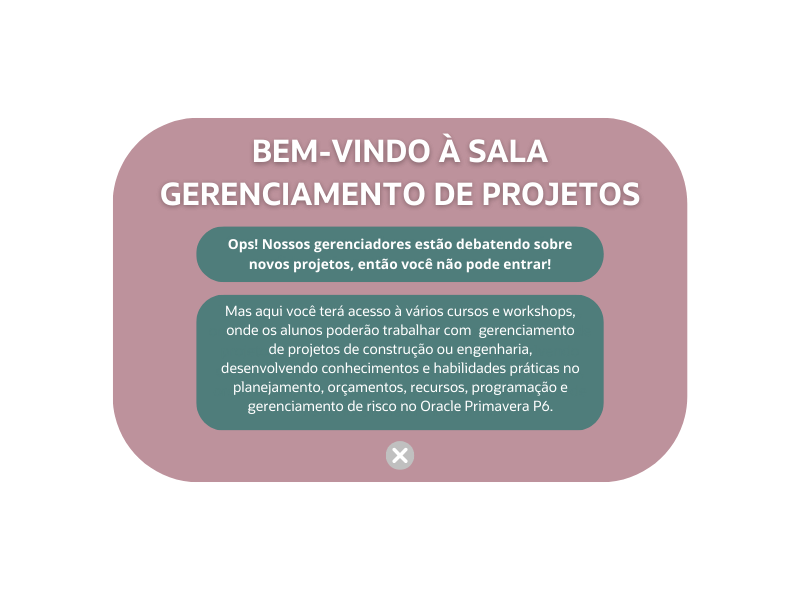 BEM-VINDO À SALA
GERENCIAMENTO DE PROJETOS
Ops! Nossos gerenciadores estão debatendo sobre
novos projetos, então você não pode entrar!
Mas aqui você terá acesso à vários cursos e workshops,
onde os alunos poderão trabalhar com  gerenciamento
de projetos de construção ou engenharia,
desenvolvendo conhecimentos e habilidades práticas no
planejamento, orçamentos, recursos, programação e
gerenciamento de risco no Oracle Primavera P6.